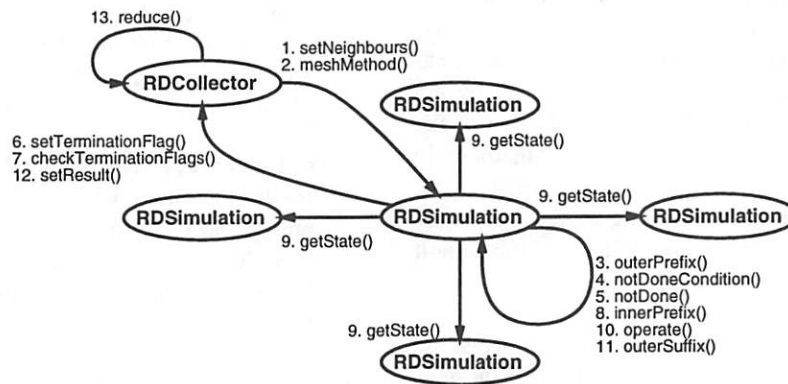 13. reduce()
1. setNeighbours()
2. meshMethod()
RDCollector
RDSimulation
9. getState()
6. setTerminationFlag()
7. checkTerminationFlags()
12. setResult()
9. getState()
RDSimulation
RDSimulation
RDSimulation
9. getState()
3. outerPrefix()
4. notDoneCondition()
5. notDone()
8. innerPrefix()
10. operate()
11. outerSuffix()
9. getState()
RDSimulation